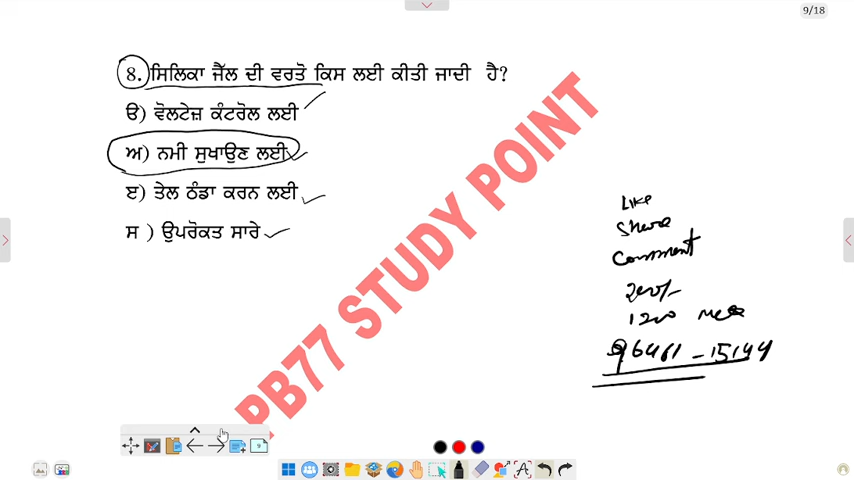 9/18
8. ਸਿਲਿਕਾ ਜੈੱਲ ਦੀ ਵਰਤੋ ਕਿਸ ਲਈ ਕੀਤੀ ਜਾਦੀ ਹੈ?
ੳ) ਵੋਲਟੇਜ਼ ਕੰਟਰੋਲ ਲਈ
ਅ) ਨਮੀ ਸੁਖਾਉਣ ਲਈ
ੲ) ਤੇਲ ਠੰਡਾ ਕਰਨ ਲਈ
ਸ ) ਉਪਰੋਕਤ ਸਾਰੇ
PB77 STUDY POINT
Like
Share
Comment
200/-
1200
96461-15144